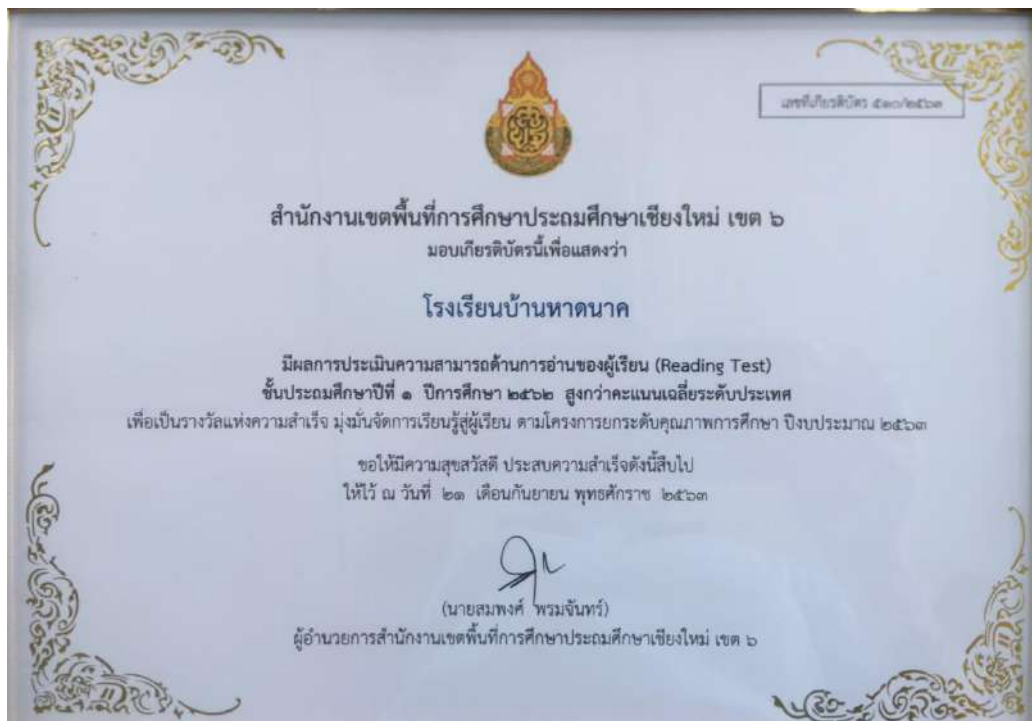 เลขที่เกียรติบัตร ๕๑๐/๒๕๖๓
สำนักงานเขตพื้นที่การศึกษาประถมศึกษาเชียงใหม่ เขต ๖
มอบเกียรติบัตรนี้เพื่อแสดงว่า
โรงเรียนบ้านหาดนาค
มีผลการประเมินความสามารถด้านการอ่านของผู้เรียน (Reading Test)
ชั้นประถมศึกษาปีที่ ๑ ปีการศึกษา ๒๕๖๒ สูงกว่าคะแนนเฉลี่ยระดับประเทศ
เพื่อเป็นรางวัลแห่งความสำเร็จ มุ่งมั่นจัดการเรียนรู้สู่ผู้เรียน ตามโครงการยกระดับคุณภาพการศึกษา ปีงบประมาณ ๒๕๖๓
ขอให้มีความสุขสวัสดี ประสบความสำเร็จดังนี้สืบไป
ให้ไว้ ณ วันที่ ๒๑ เดือนกันยายน พุทธศักราช ๒๕๖๓
(นายสมพงศ์ พรมจันทร์)
ผู้อำนวยการสำนักงานเขตพื้นที่การศึกษาประถมศึกษาเชียงใหม่ เขต ๖